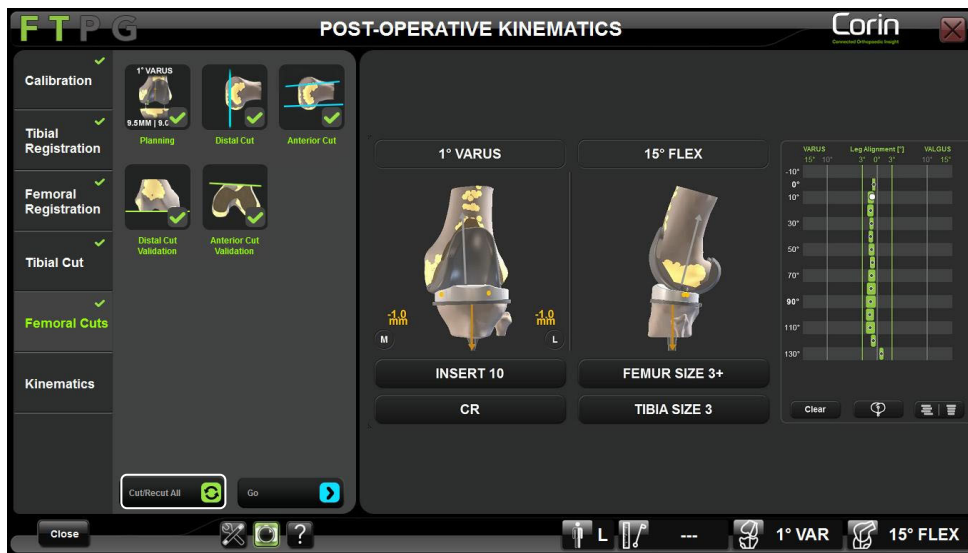 FTPG
POST-OPERATIVE KINEMATICS
Corin
Connected Orthopaedic Insight
Calibration
Tibial
Registration
Femoral
Registration
Tibial Cut
Femoral Cuts
Kinematics
1° VARUS
Planning
Distal Cut
Anterior Cut
Distal Cut
Validation
Anterior Cut
Validation
Cut/Recut All
Go
1° VARUS
15° FLEX
-1.0
mm
-1.0
mm
M
L
INSERT 10
FEMUR SIZE 3+
CR
TIBIA SIZE 3
VARUS Leg Alignment [°] VALGUS
15° 10° 3° 0° 3° 10° 15°
-10°
0°
10°
30°
50°
70°
90°
110°
130°
Clear
Close
?
L
---
1° VAR
15° FLEX